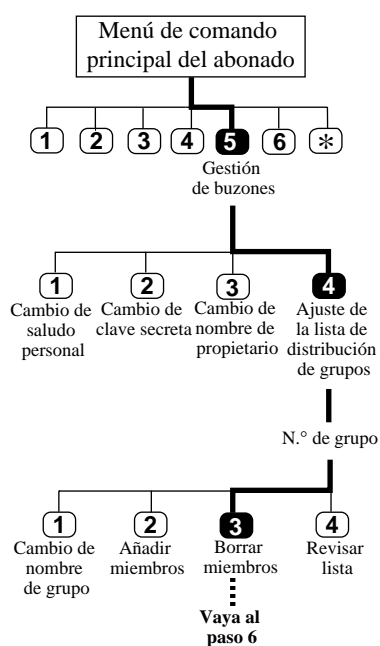 Menú de comando
principal del abonado
1 2 3 4 5 6 *
Gestión
de buzones
1 2 3 4
Cambio de
saludo
personal
Cambio de
clave secreta
Cambio de
nombre de
propietario
Ajuste de
la lista de
distribución
de grupos
N.° de grupo
1 2 3 4
Cambio de
nombre
de grupo
Añadir
miembros
Borrar
miembros
Revisar
lista
Vaya al
paso 6